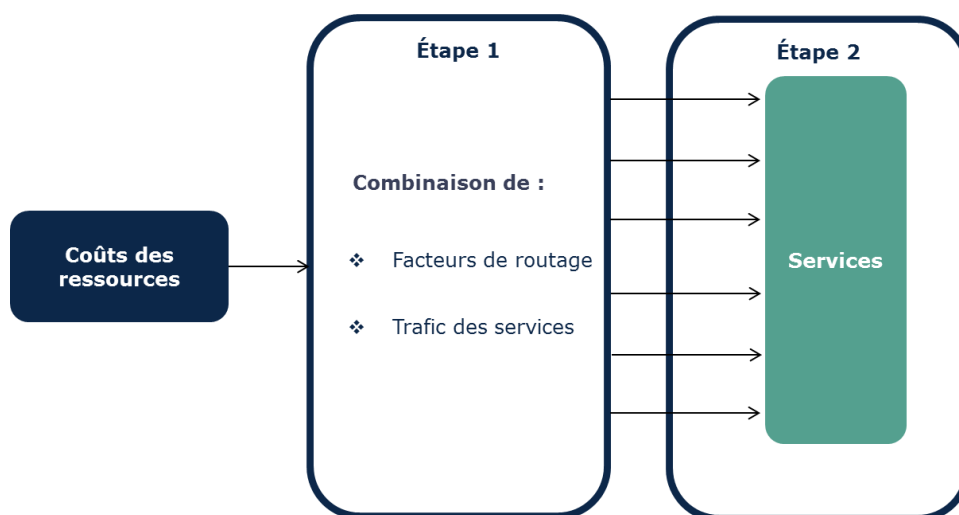 Étape 1
Étape 2
Combinaison de :
Coûts des
ressources
❖ Facteurs de routage
❖ Trafic des services
Services